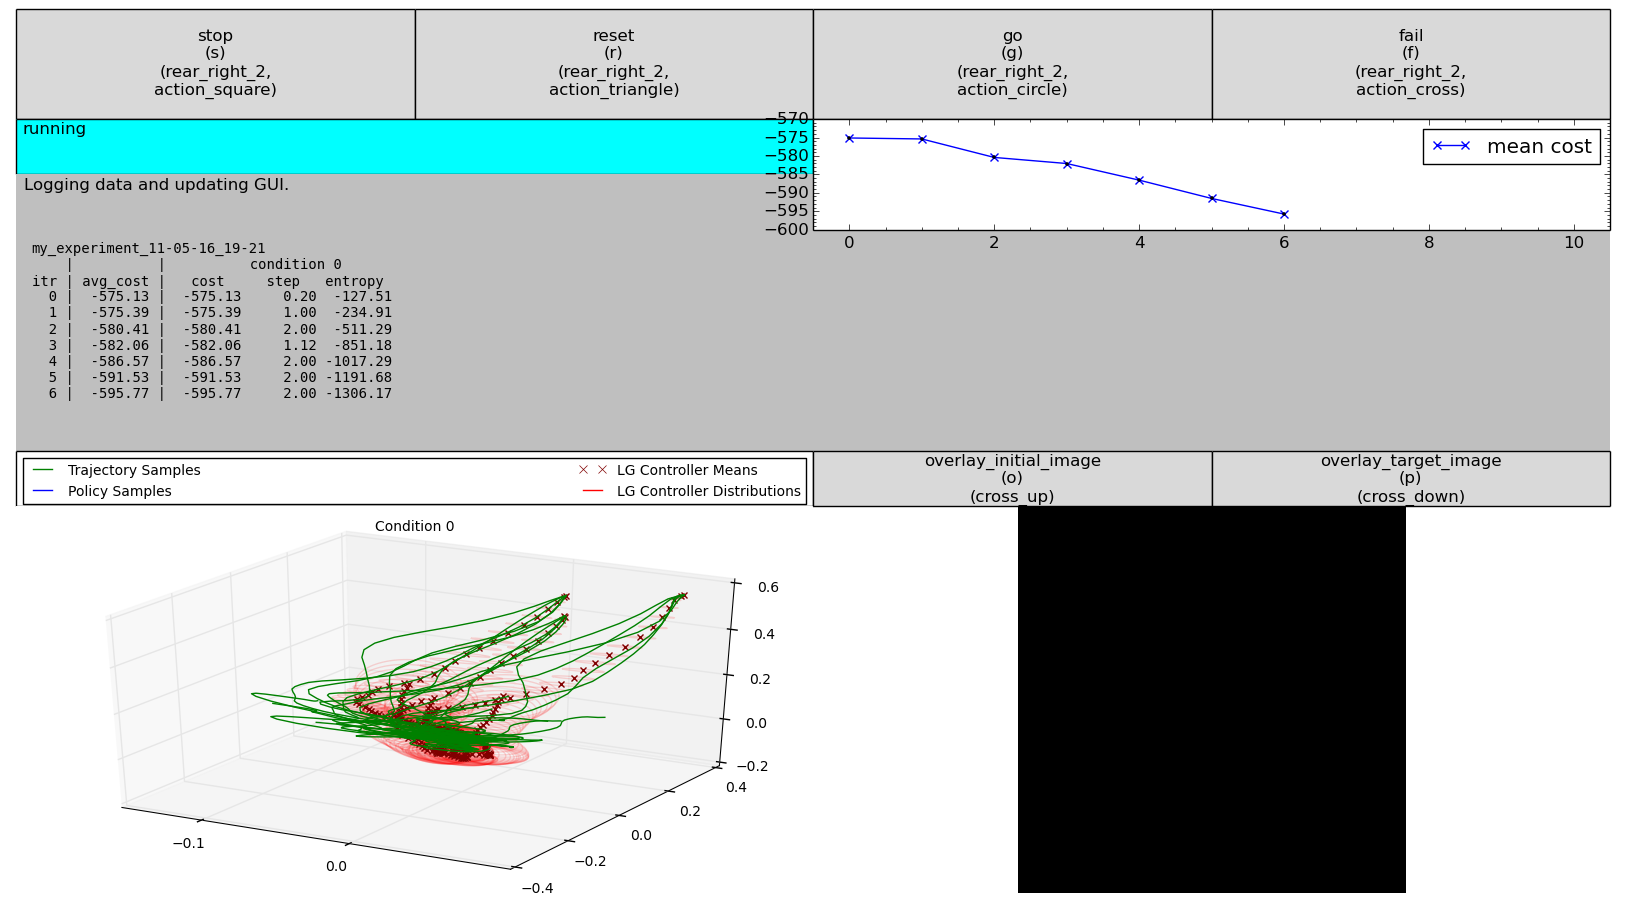 stop
(s)
(rear_right_2,
action_square)
reset
(r)
(rear_right_2,
action_triangle)
go
(g)
(rear_right_2,
action_circle)
fail
(f)
(rear_right_2,
action_cross)
running
−570
−575
−580
−585
−590
−595
−600
mean cost
0 2 4 6 8 10
Logging data and updating GUI.
my_experiment_11-05-16_19-21
| | condition 0
itr | avg_cost | cost step entropy
0 | -575.13 | -575.13 0.20 -127.51
1 | -575.39 | -575.39 1.00 -234.91
2 | -580.41 | -580.41 2.00 -511.29
3 | -582.06 | -582.06 1.12 -851.18
4 | -586.57 | -586.57 2.00 -1017.29
5 | -591.53 | -591.53 2.00 -1191.68
6 | -595.77 | -595.77 2.00 -1306.17
Trajectory Samples
Policy Samples
LG Controller Means
LG Controller Distributions
overlay_initial_image
(o)
(cross_up)
overlay_target_image
(p)
(cross_down)
Condition 0
0.6
0.4
0.2
0.0
−0.2
0.4
0.2
0.0
−0.2
−0.4
−0.1
0.0